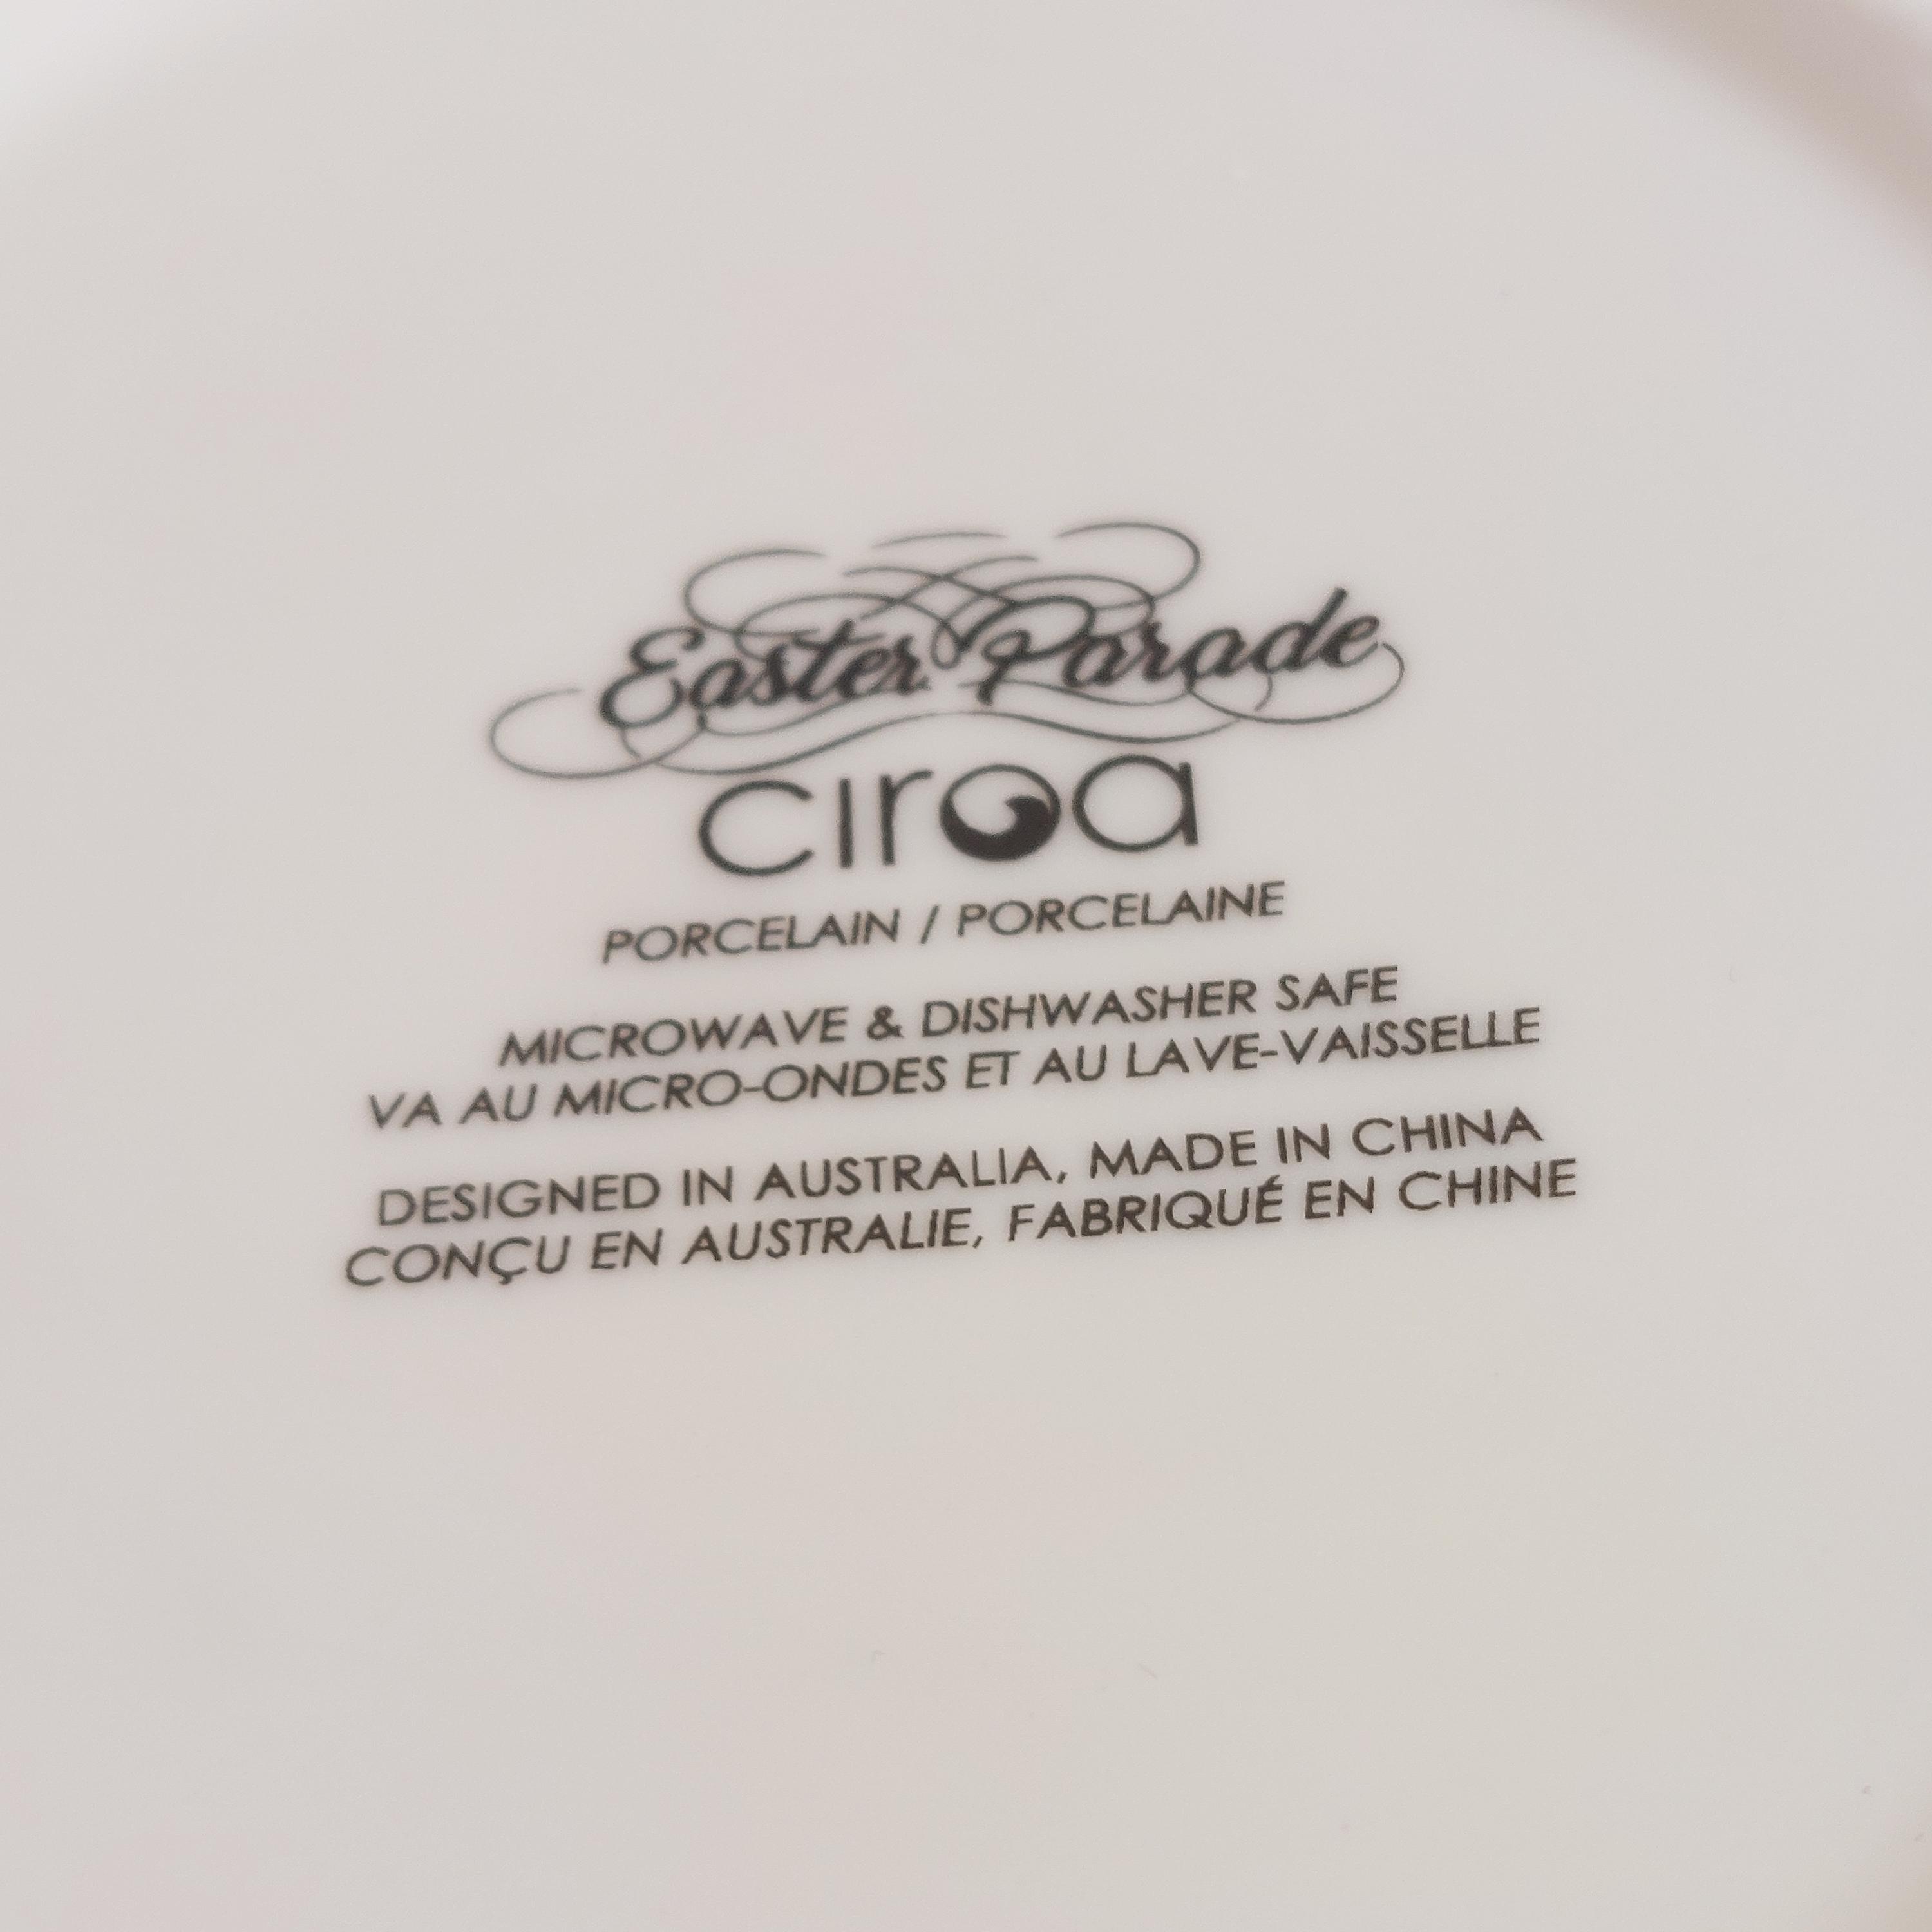 Easter Parade
ciroa
PORCELAIN / PORCELAINE
MICROWAVE & DISHWASHER SAFE
VA AU MICRO-ONDES ET AU LAVE-VAISSELLE
DESIGNED IN AUSTRALIA, MADE IN CHINA
CONÇU EN AUSTRALIE, FABRIQUÉ EN CHINE